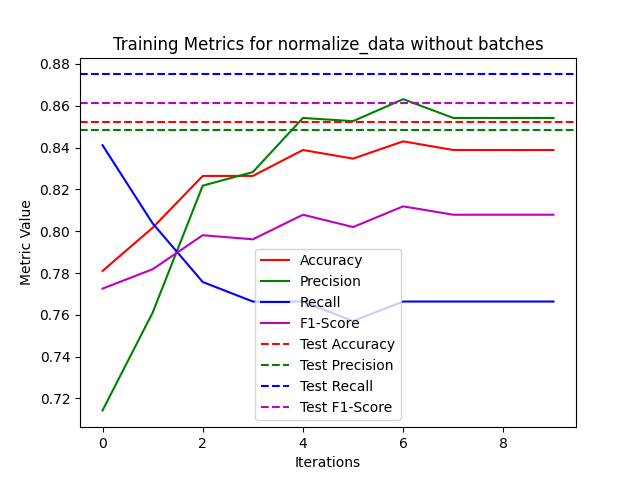 Training Metrics for normalize_data without batches
0.88
0.86
0.84
0.82
0.80
0.78
0.76
0.74
0.72
Metric Value
Accuracy
Precision
Recall
F1-Score
Test Accuracy
Test Precision
Test Recall
Test F1-Score
0 2 4 6 8
Iterations